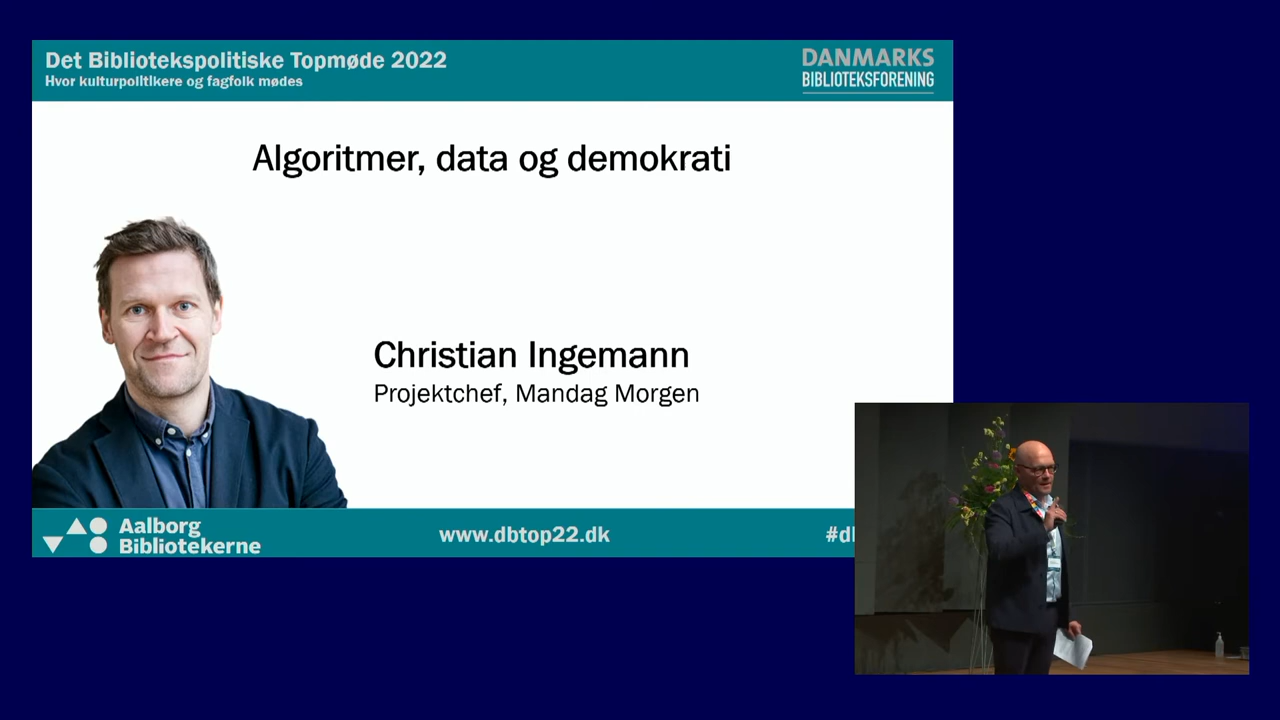 Det Bibliotekspolitiske Topmøde 2022
Hvor kulturpolitikere og fagfolk mødes
DANMARKS
BIBLIOTEKSFORENING
Algoritmer, data og demokrati
Christian Ingemann
Projektchef, Mandag Morgen
Aalborg
Bibliotekerne
www.dbtop22.dk